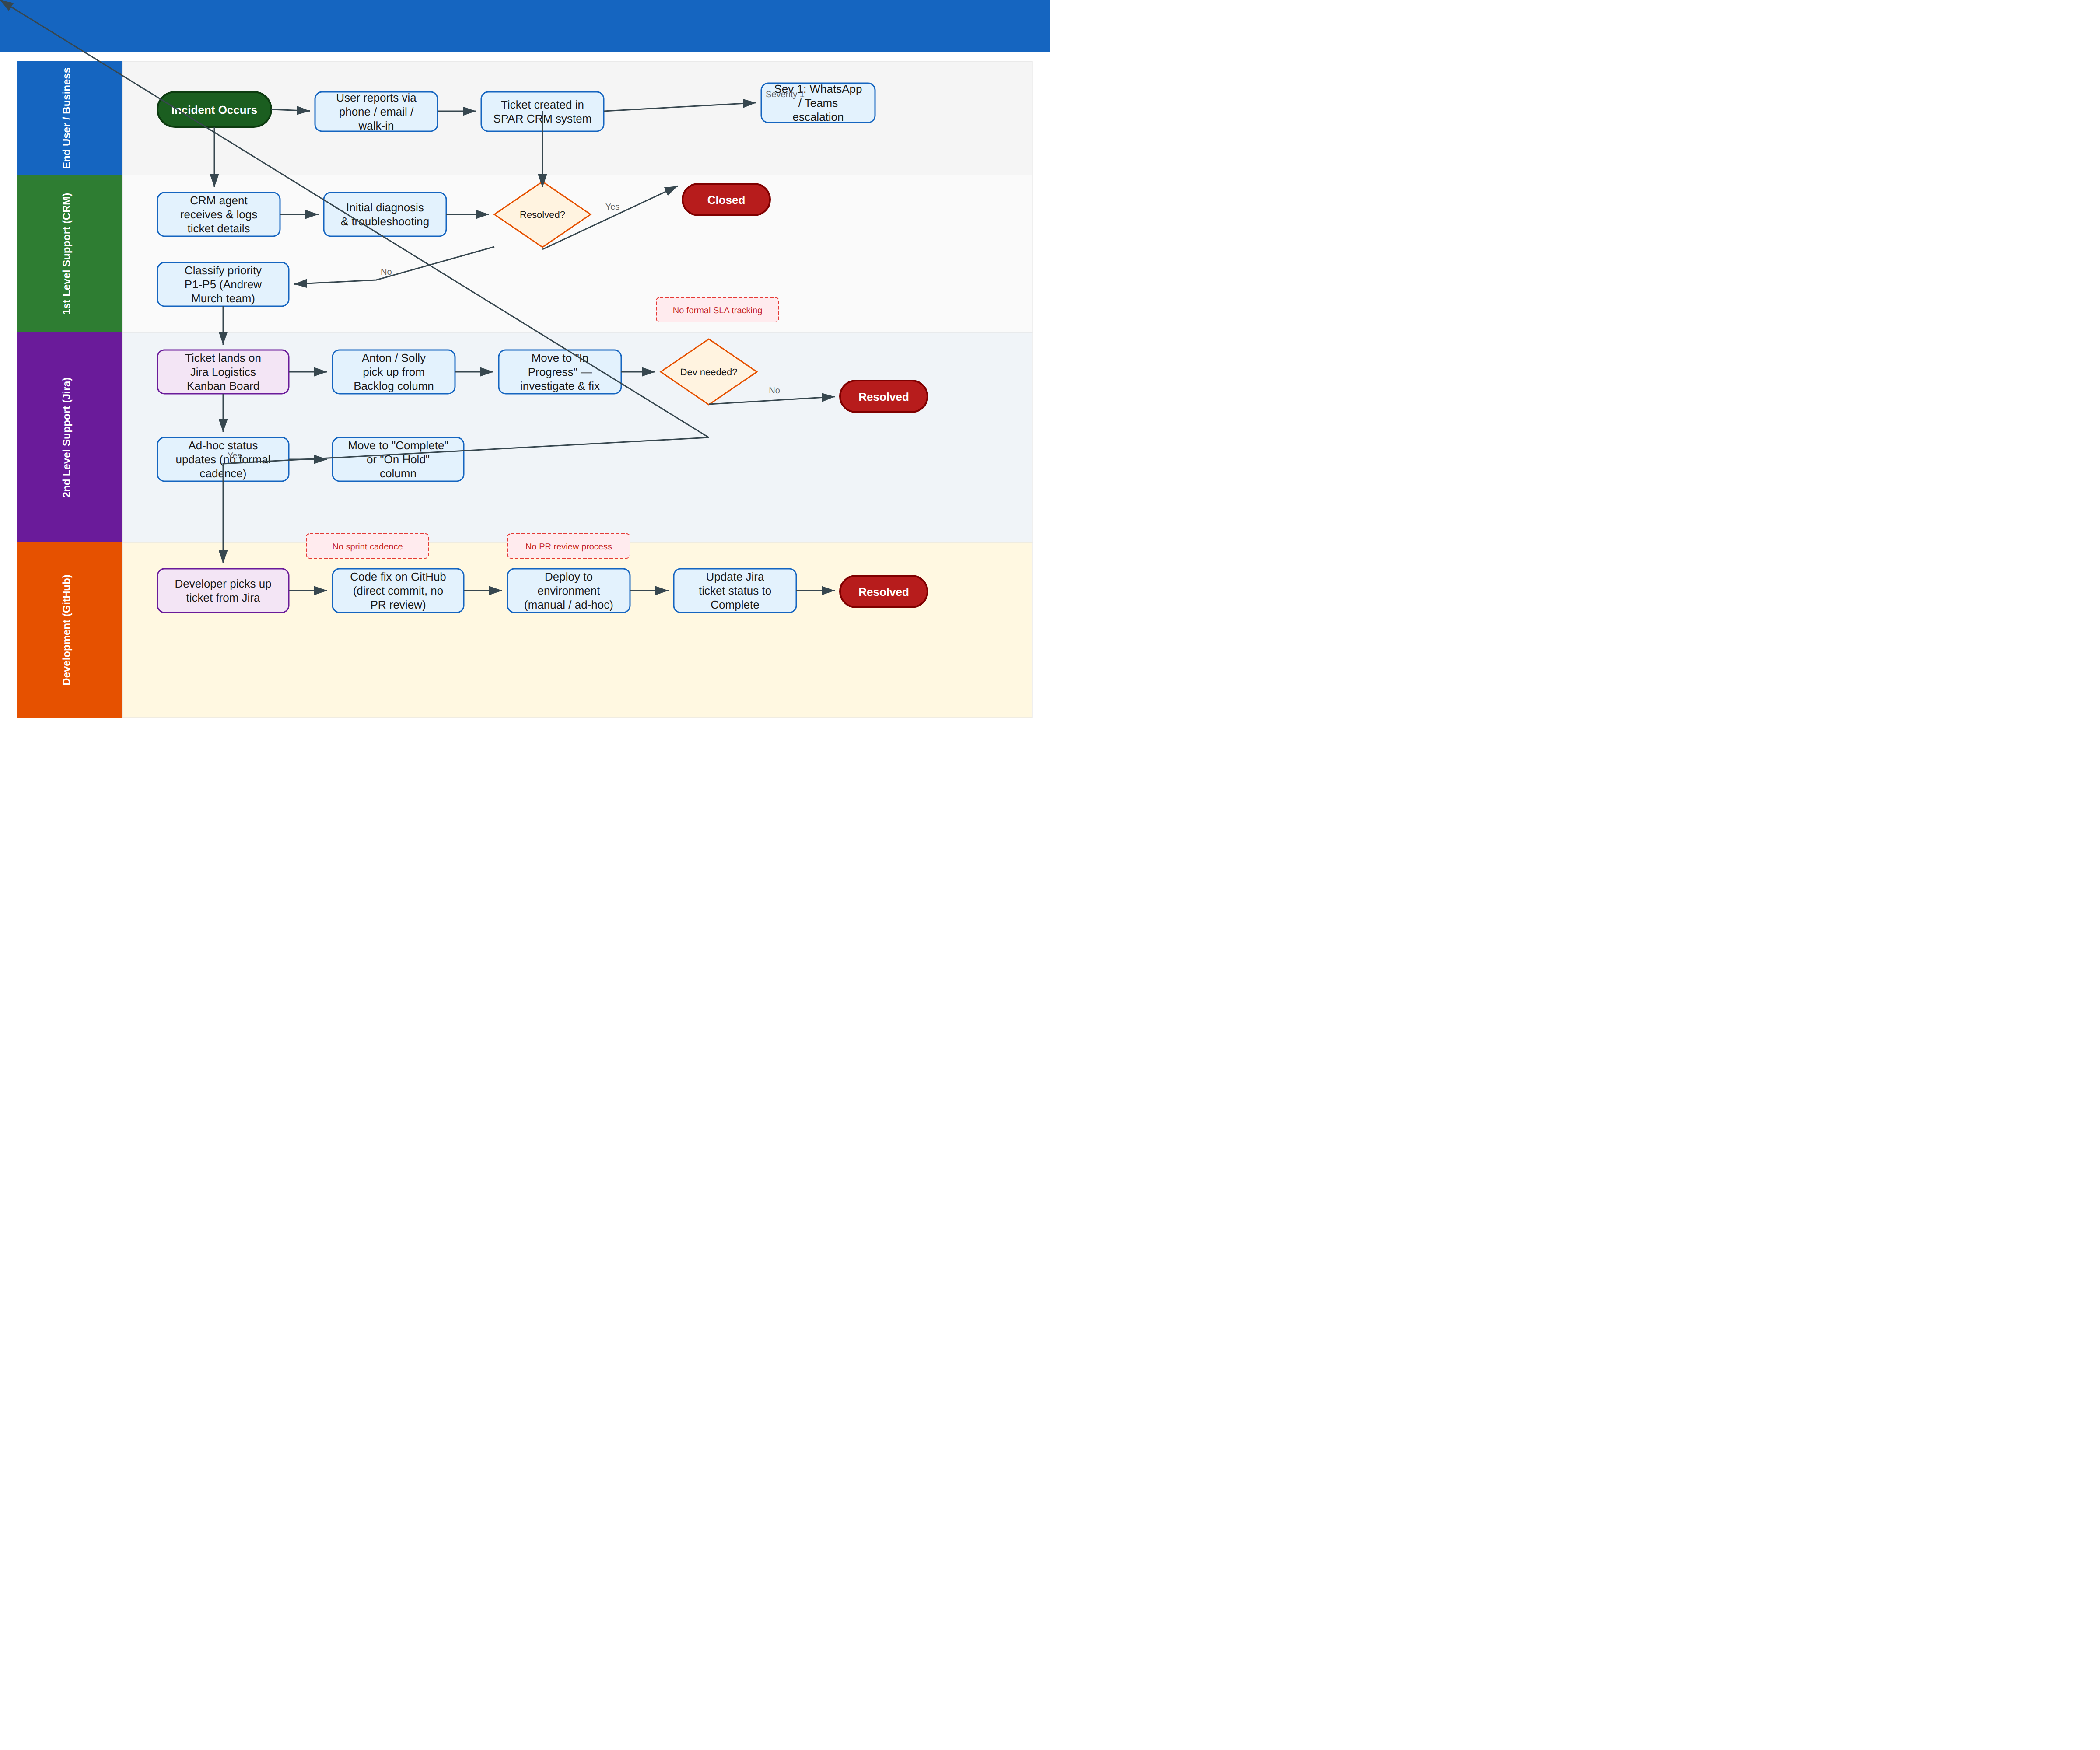 End User / Business
Incident Occurs
User reports via
phone / email /
walk-in
Ticket created in
SPAR CRM system
Severity 1
Sev 1: WhatsApp
/ Teams
escalation
1st Level Support (CRM)
CRM agent
receives & logs
ticket details
Initial diagnosis
& troubleshooting
Resolved?
Yes
Closed
No
Classify priority
P1-P5 (Andrew
Murch team)
No formal SLA tracking
2nd Level Support (Jira)
Ticket lands on
Jira Logistics
Kanban Board
Anton / Solly
pick up from
Backlog column
Move to "In
Progress" —
investigate & fix
Dev needed?
No
Resolved
Ad-hoc status
updates (no formal
cadence)
Yes
Move to "Complete"
or "On Hold"
column
No sprint cadence
No PR review process
Development (GitHub)
Developer picks up
ticket from Jira
Code fix on GitHub
(direct commit, no
PR review)
Deploy to
environment
(manual / ad-hoc)
Update Jira
ticket status to
Complete
Resolved